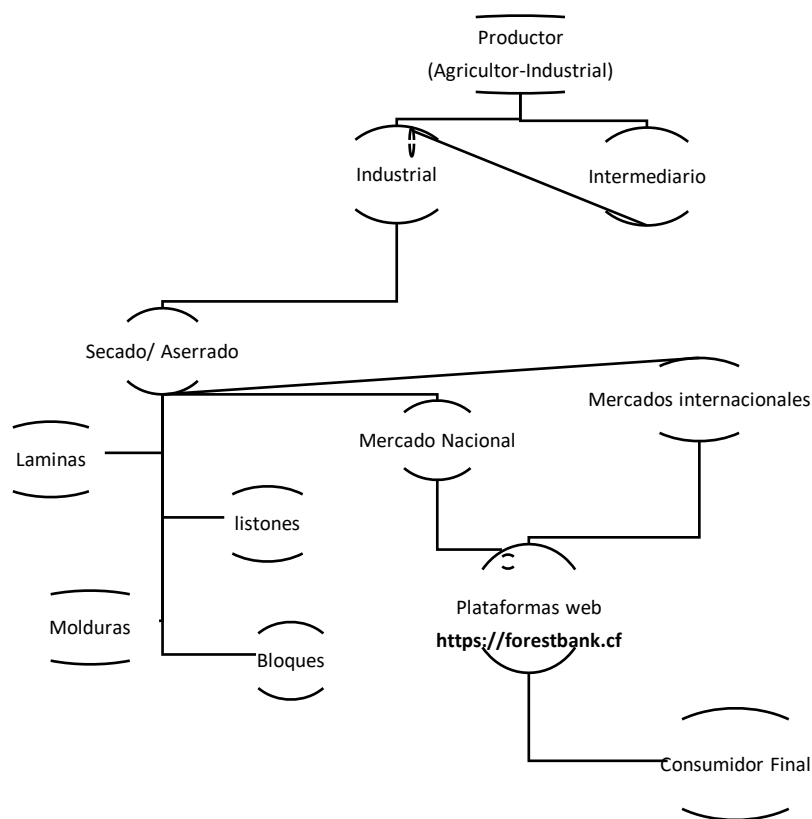 Productor
(Agricultor-Industrial)
Industrial
Intermediario
Secado/ Aserrado
Mercados internacionales
Mercado Nacional
Laminas
listones
Plataformas web
https://forestbank.cf
Molduras
Bloques
Consumidor Final